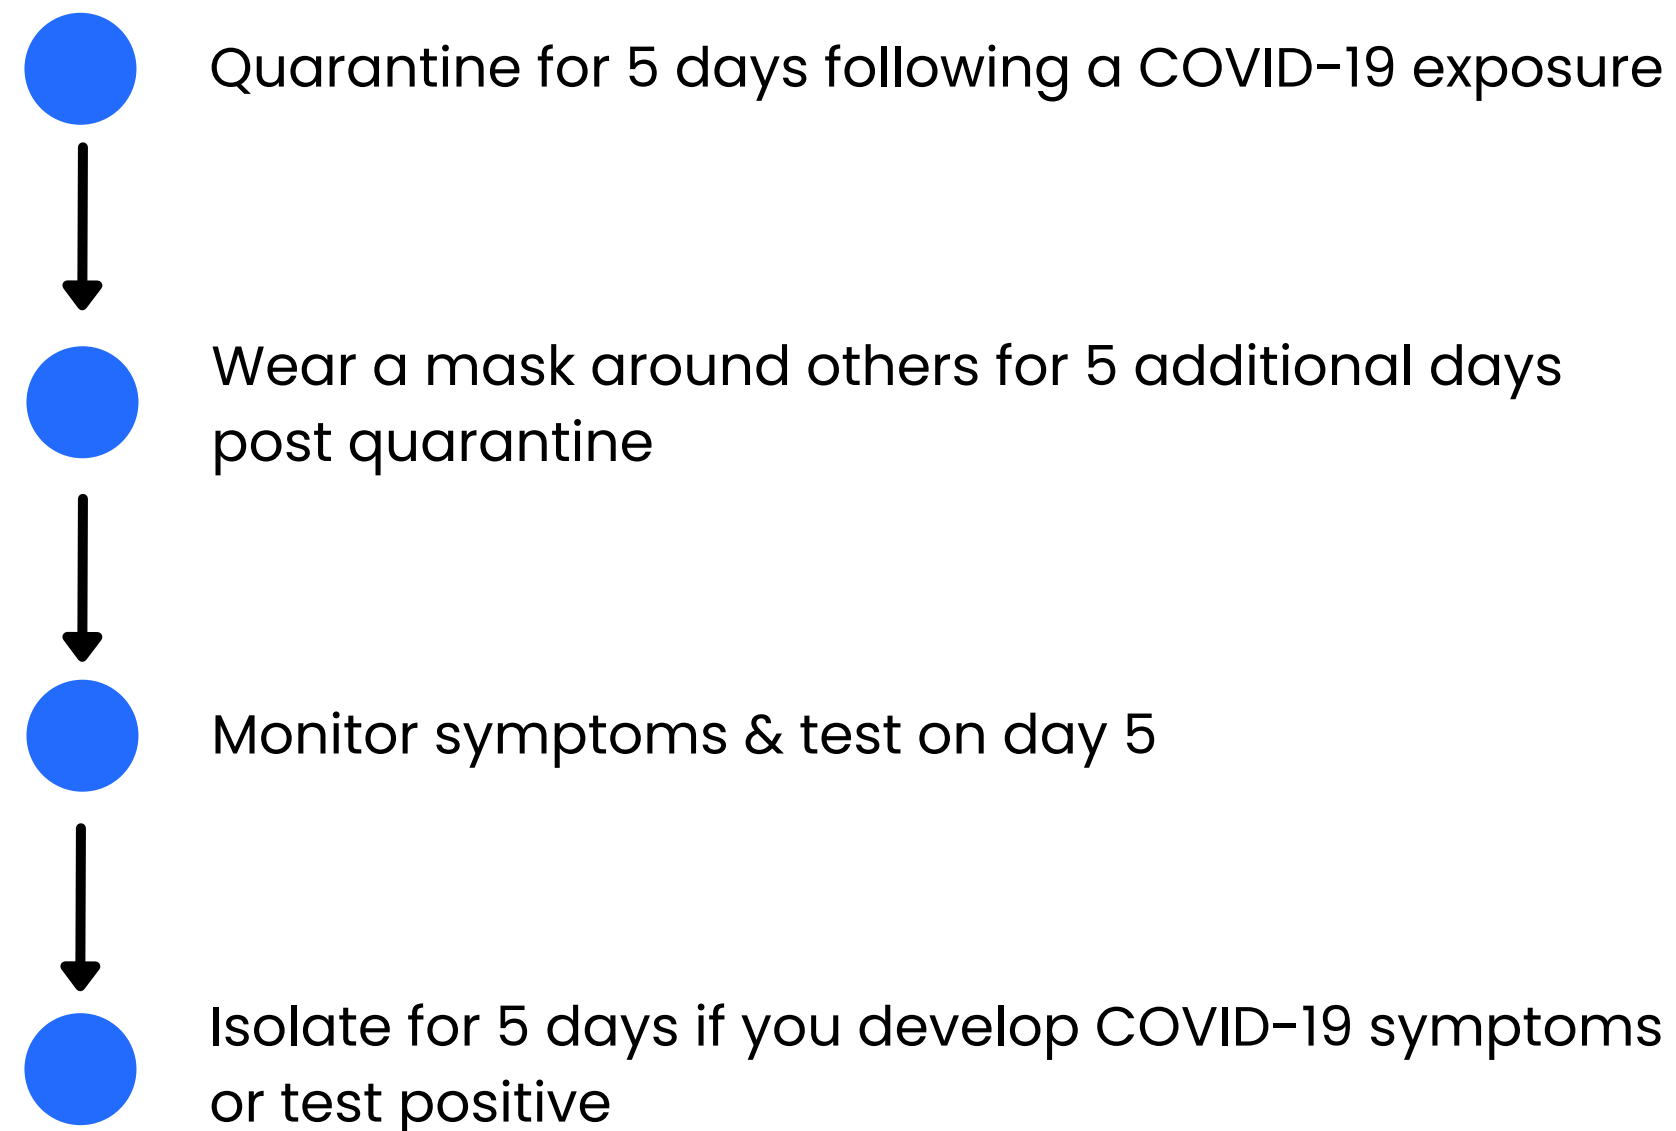 Quarantine for 5 days following a COVID-19 exposure
Wear a mask around others for 5 additional days
post quarantine
Monitor symptoms & test on day 5
Isolate for 5 days if you develop COVID-19 symptoms
or test positive